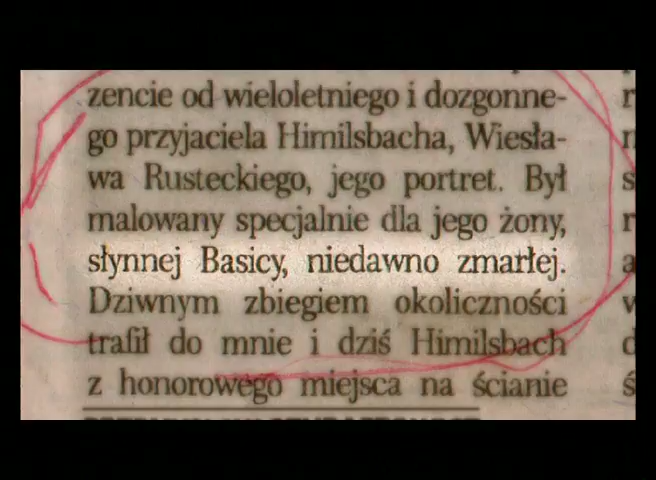 zencie od wieloletniego i dozgonne-
go przyjaciela Himilsbacha, Wiesła-
wa Rusteckiego, jego portret. Był
malowany specjalnie dla jego żony,
słynnej Basicy, niedawno zmarłej.
Dziwnym zbiegiem okoliczności
trafił do mnie i dziś Himilsbach
z honorowego miejsca na ścianie